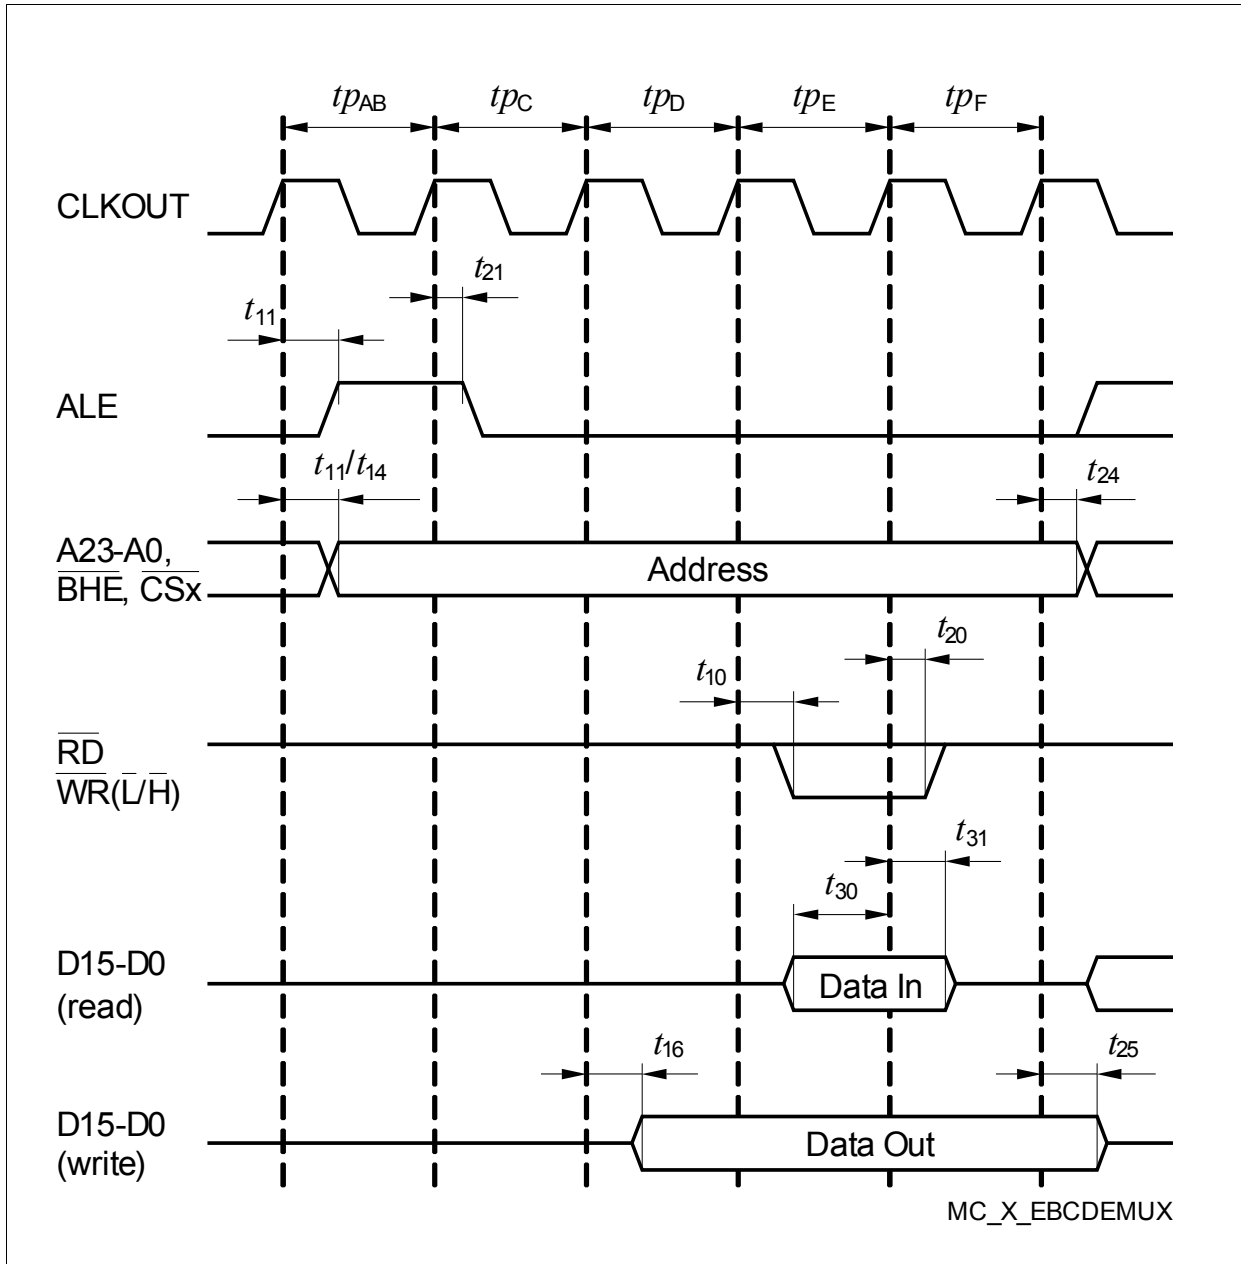 tpAB tpC tpD tpE tpF
CLKOUT
t21
t11
ALE
t11/t14 t24
A23-A0,
BHE, CSx
Address
t20
t10
RD
WR(L/H)
t31
t30
D15-D0
(read)
Data In
t16 t25
D15-D0
(write)
Data Out
MC_X_EBCDEMUX